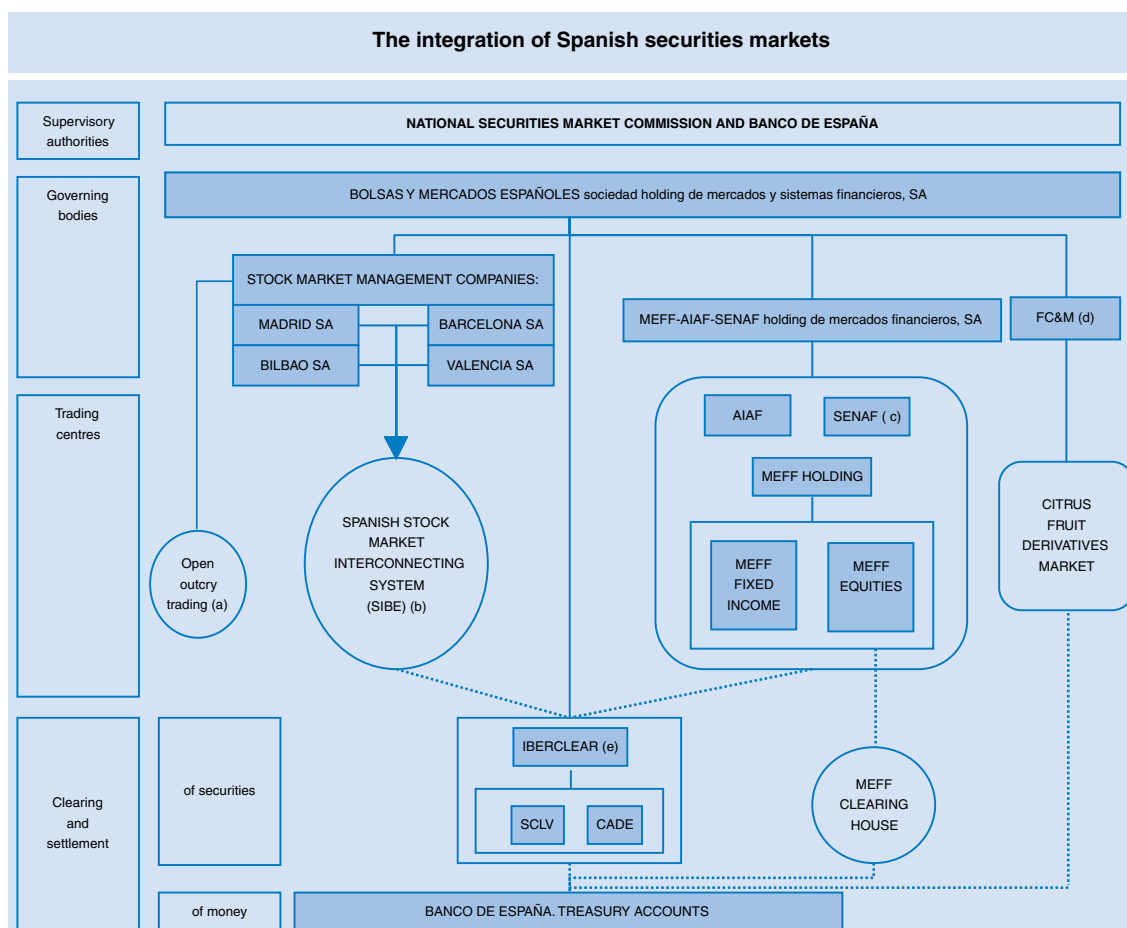 The integration of Spanish securities markets
Supervisory
authorities
NATIONAL SECURITIES MARKET COMMISSION AND BANCO DE ESPAÑA
Governing
bodies
BOLSAS Y MERCADOS ESPAÑOLES sociedad holding de mercados y sistemas financieros, SA
STOCK MARKET MANAGEMENT COMPANIES:
MADRID SA
BARCELONA SA
BILBAO SA
VALENCIA SA
MEFF-AIAF-SENAF holding de mercados financieros, SA
FC&M (d)
Trading
centres
AIAF
SENAF ( c)
MEFF HOLDING
MEFF
FIXED
INCOME
MEFF
EQUITIES
CITRUS
FRUIT
DERIVATIVES
MARKET
SPANISH STOCK
MARKET
INTERCONNECTING
SYSTEM
(SIBE) (b)
Open
outcry
trading (a)
Clearing
and
settlement
of securities
IBERCLEAR (e)
SCLV
CADE
MEFF
CLEARING
HOUSE
of money
BANCO DE ESPAÑA. TREASURY ACCOUNTS